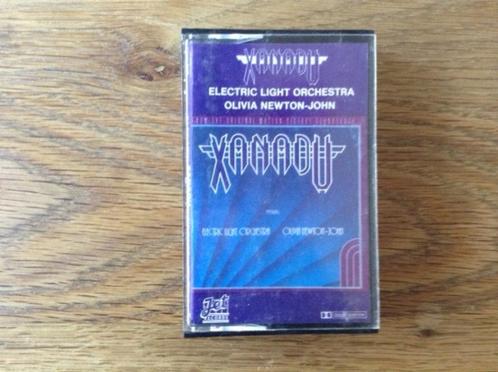 XANADU
ELECTRIC LIGHT ORCHESTRA
OLIVIA NEWTON-JOHN
FROM THE ORIGINAL MOTION PICTURE SOUNDTRACK
XANADU
ELECTRIC LIGHT ORCHESTRA OLIVIA NEWTON-JOHN
Jet
RECORDS